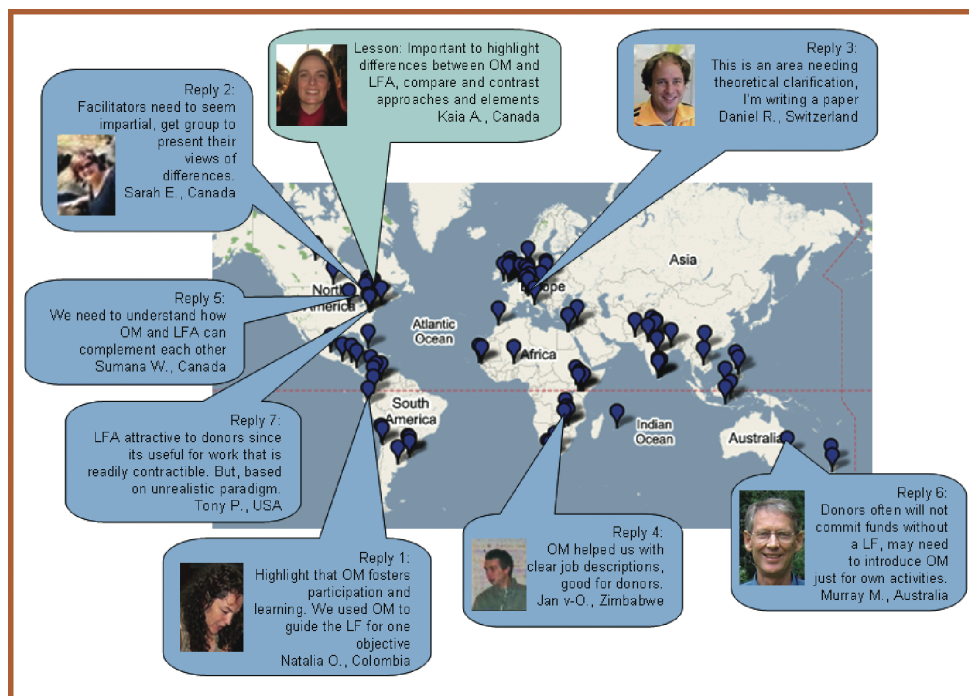 Lesson: Important to highlight
differences between OM and
LFA, compare and contrast
approaches and elements
Kaia A., Canada
Reply 3:
This is an area needing
theoretical clarification,
I'm writing a paper
Daniel R., Switzerland
Reply 2:
Facilitators need to seem
impartial, get group to
present their
views of
differences.
Sarah E., Canada
Reply 5:
We need to understand how
OM and LFA can
complement each other
Sumana W., Canada
Reply 7:
LFA attractive to donors since
its useful for work that is
readily contractible. But, based
on unrealistic paradigm.
Tony P., USA
Reply 1:
Highlight that OM fosters
participation and
learning. We used OM to
guide the LF for one
objective
Natalia O., Colombia
Reply 4:
OM helped us with
clear job descriptions,
good for donors.
Jan v-O., Zimbabwe
Reply 6:
Donors often will not
commit funds without
a LF, may need
to introduce OM
just for own activities.
Murray M., Australia
North
America
Atlantic
Ocean
Europe
Asia
Africa
South
America
Indian
Ocean
Australia